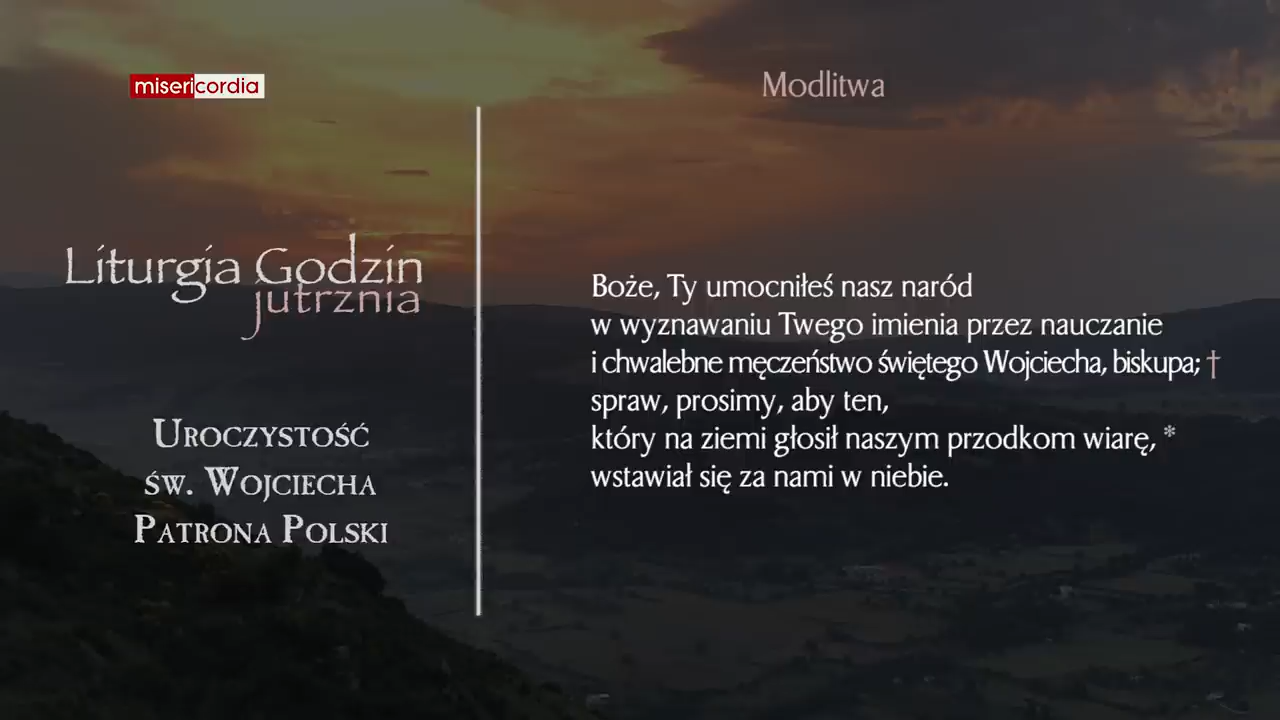 misericordia
Liturgia Godzin
jutrznia
Uroczystość
św. Wojciecha
Patrona Polski
Modlitwa
Boże, Ty umocniłeś nasz naród
w wyznawaniu Twego imienia przez nauczanie
i chwalebne męczeństwo świętego Wojciecha, biskupa; †
spraw, prosimy, aby ten,
który na ziemi głosił naszym przodkom wiarę, *
wstawiał się za nami w niebie.